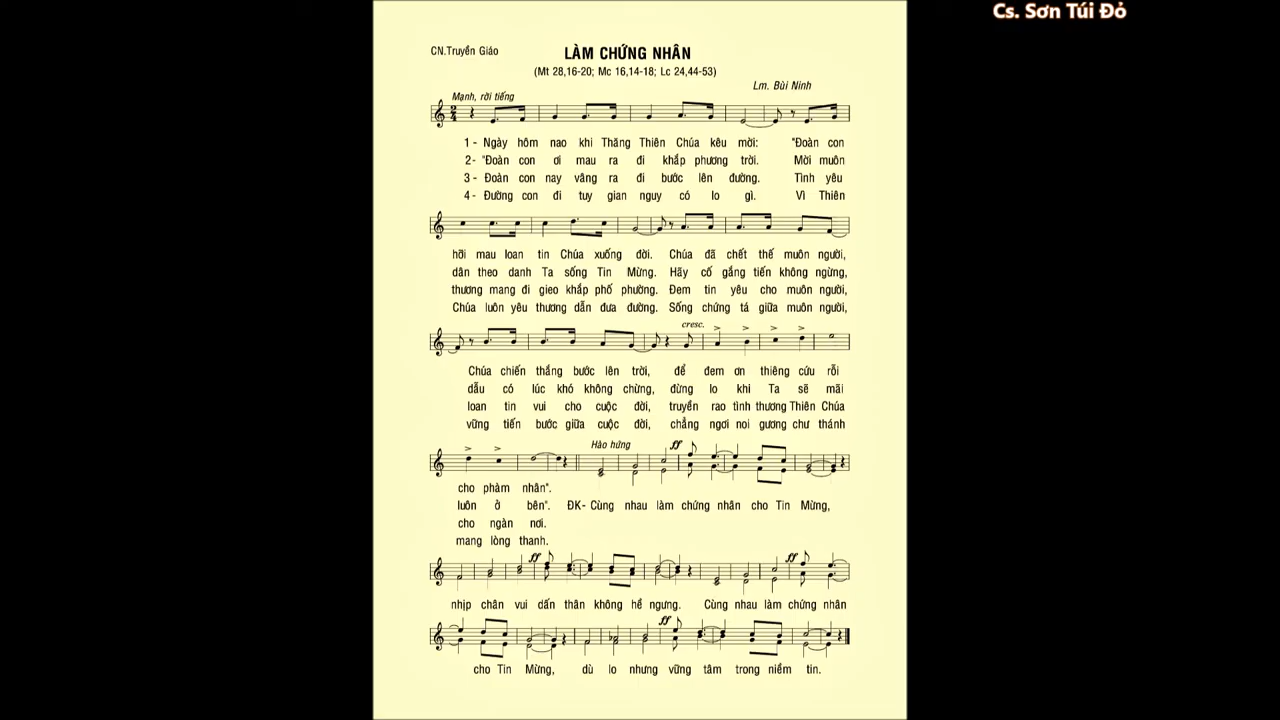 Cs. Sơn Túi Đỏ
CN.Truyền Giáo
LÀM CHỨNG NHÂN
(Mt 28,16-20; Mc 16,14-18; Lc 24,44-53)
Lm. Bùi Ninh
Mạnh, rời tiếng
1 - Ngày hôm nao khi Thăng Thiên Chúa kêu mời: "Đoàn con
2- "Đoàn con ơi mau ra đi khắp phương trời. Mời muôn
3 - Đoàn con nay vâng ra đi bước lên đường. Tình yêu
4 - Đường con đi tuy gian nguy có lo gì. Vì Thiên
hỡi mau loan tin Chúa xuống đời. Chúa đã chết thế muôn người,
dân theo danh Ta sống Tin Mừng. Hãy cố gắng tiến không ngừng,
thương mang đi gieo khắp phố phường. Đem tin yêu cho muôn người,
Chúa luôn yêu thương dẫn đưa đường. Sống chứng tá giữa muôn người,
cresc.
Chúa chiến thắng bước lên trời, để đem ơn thiêng cứu rỗi
dẫu có lúc khó không chừng, đừng lo khi Ta sẽ mãi
loan tin vui cho cuộc đời, truyền rao tình thương Thiên Chúa
vững tiến bước giữa cuộc đời, chẳng ngơi noi gương chư thánh
Hào hứng ff
cho phàm nhân".
luôn ở bên". ĐK- Cùng nhau làm chứng nhân cho Tin Mừng,
cho ngàn nơi.
mang lòng thanh.
ff ff
nhịp chân vui dấn thân không hề ngưng. Cùng nhau làm chứng nhân
ff
cho Tin Mừng, dù lo nhưng vững tâm trong niềm tin.